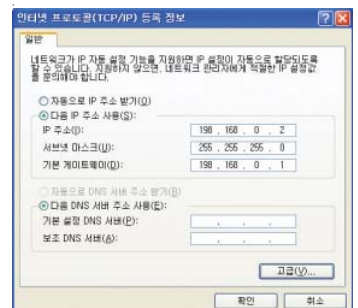 인터넷 프로토콜(TCP/IP) 등록 정보
일반
네트워크가 IP 자동 설정 기능을 지원하면 IP 설정이 자동으로 할당되도록
할 수 있습니다. 지원하지 않으면, 네트워크 관리자에게 적절한 IP 설정값
을 문의해야 합니다.
자동으로 IP 주소 받기(O)
다음 IP 주소 사용(S):
IP 주소(I): 198 . 168 . 0 . 2
서브넷 마스크(U): 255 . 255 . 255 . 0
기본 게이트웨이(D): 198 . 168 . 0 . 1
자동으로 DNS 서버 주소 받기(B)
다음 DNS 서버 주소 사용(E):
기본 설정 DNS 서버(P): . . .
보조 DNS 서버(A): . . .
고급(V)...
확인 취소